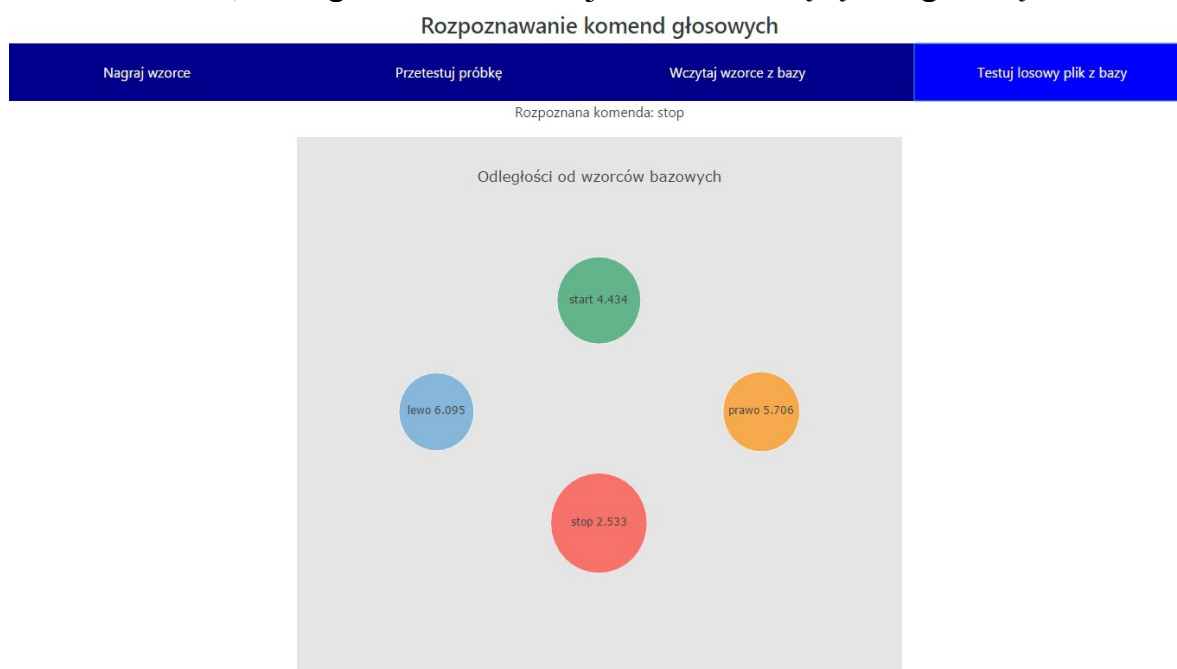 Rozpoznawanie komend głosowych
Nagraj wzorce Przetestuj próbkę Wczytaj wzorce z bazy Testuj losowy plik z bazy
Rozpoznana komenda: stop
Odległości od wzorców bazowych
start 4.434
lewo 6.095 prawo 5.706
stop 2.533